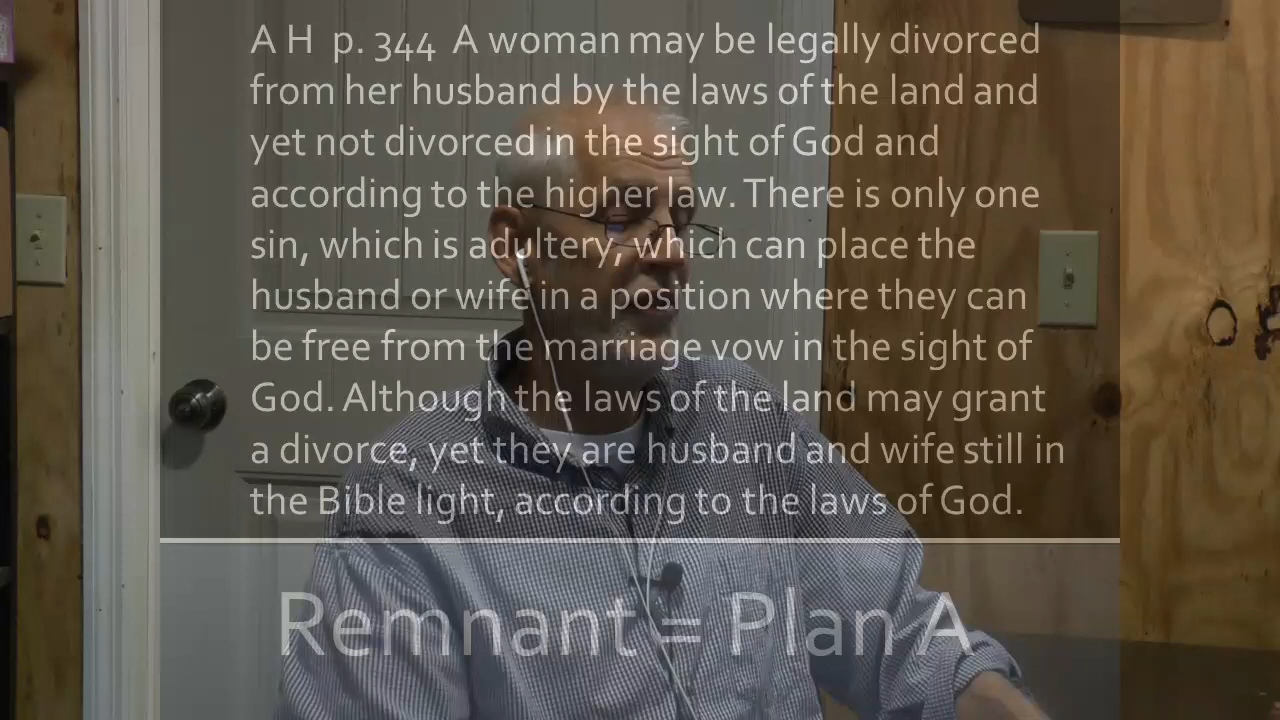 A H p. 344 A woman may be legally divorced
from her husband by the laws of the land and
yet not divorced in the sight of God and
according to the higher law. There is only one
sin, which is adultery, which can place the
husband or wife in a position where they can
be free from the marriage vow in the sight of
God. Although the laws of the land may grant
a divorce, yet they are husband and wife still in
the Bible light, according to the laws of God.
Remnant = Plan A